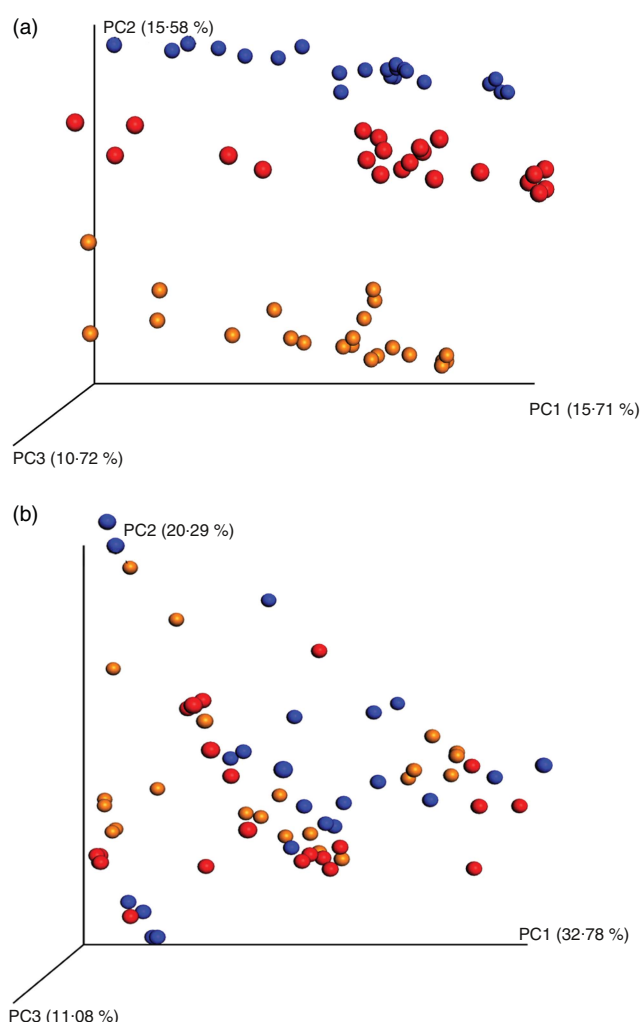 (a)
PC2 (15·58 %)
PC1 (15·71 %)
PC3 (10·72 %)
(b)
PC2 (20·29 %)
PC1 (32·78 %)
PC3 (11·08 %)